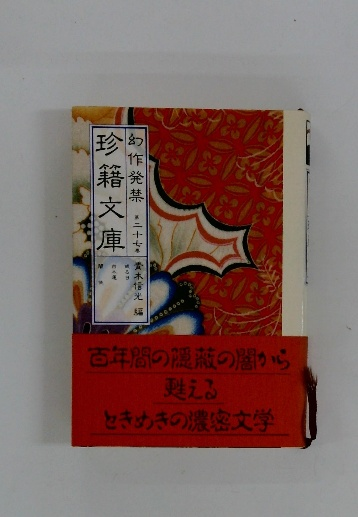 幻作発禁 第二十七巻 青木信光 編
珍籍文庫
百年間の隠蔽の闇から
甦える
ときめきの濃密文学